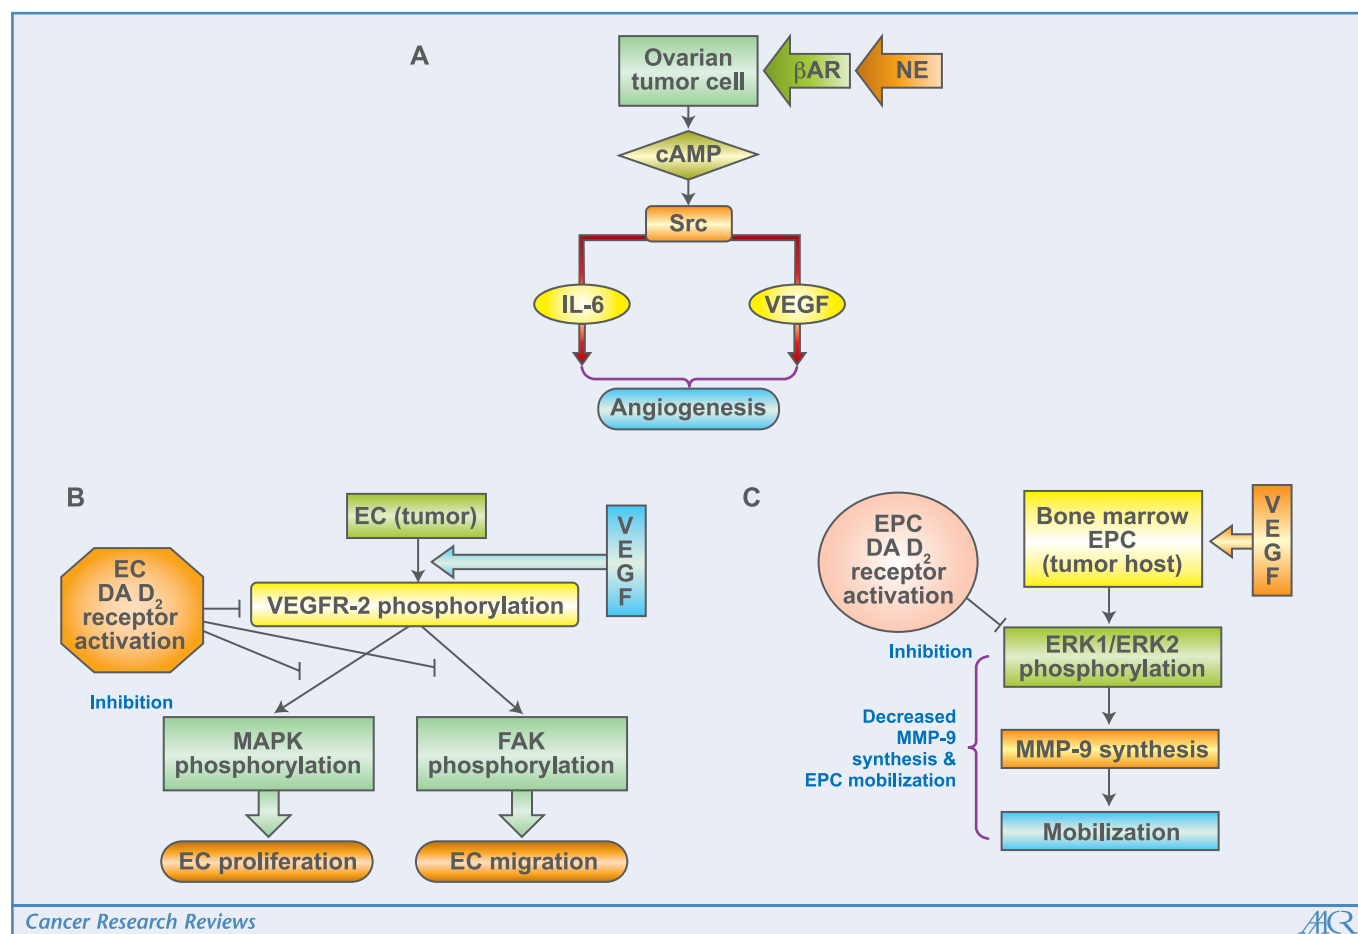 A
Ovarian
tumor cell
βAR
NE
cAMP
Src
IL-6
VEGF
Angiogenesis
B
EC (tumor)
VEGF
EC
DA D₂
receptor
activation
VEGFR-2 phosphorylation
Inhibition
MAPK
phosphorylation
FAK
phosphorylation
EC proliferation
EC migration
C
EPC
DA D₂
receptor
activation
Bone marrow
EPC
(tumor host)
VEGF
Inhibition
ERK1/ERK2
phosphorylation
Decreased
MMP-9
synthesis &
EPC mobilization
MMP-9 synthesis
Mobilization
Cancer Research Reviews
AACR